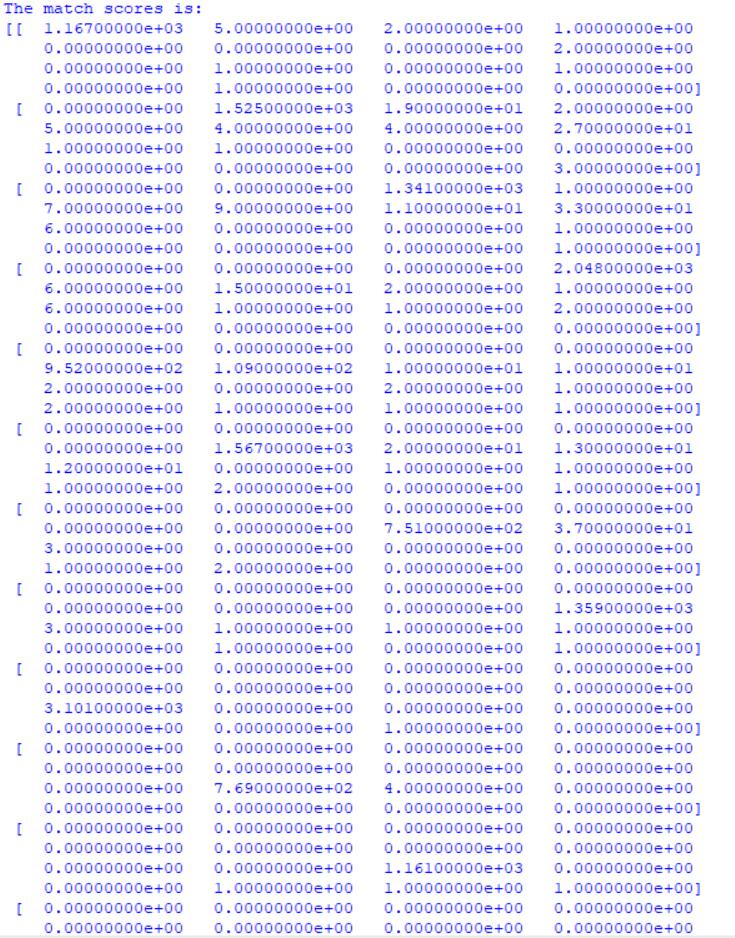 The match scores is:
[[  1.16700000e+03   5.00000000e+00   2.00000000e+00   1.00000000e+00
    0.00000000e+00   0.00000000e+00   0.00000000e+00   2.00000000e+00
    0.00000000e+00   1.00000000e+00   0.00000000e+00   1.00000000e+00
    0.00000000e+00   1.00000000e+00   0.00000000e+00   0.00000000e+00]
 [  0.00000000e+00   1.52500000e+03   1.90000000e+01   2.00000000e+00
    5.00000000e+00   4.00000000e+00   4.00000000e+00   2.70000000e+01
    1.00000000e+00   1.00000000e+00   0.00000000e+00   0.00000000e+00
    0.00000000e+00   0.00000000e+00   0.00000000e+00   3.00000000e+00]
 [  0.00000000e+00   0.00000000e+00   1.34100000e+03   1.00000000e+00
    7.00000000e+00   9.00000000e+00   1.10000000e+01   3.30000000e+01
    6.00000000e+00   0.00000000e+00   0.00000000e+00   1.00000000e+00
    0.00000000e+00   0.00000000e+00   0.00000000e+00   1.00000000e+00]
 [  0.00000000e+00   0.00000000e+00   0.00000000e+00   2.04800000e+03
    6.00000000e+00   1.50000000e+01   2.00000000e+00   1.00000000e+00
    6.00000000e+00   1.00000000e+00   1.00000000e+00   2.00000000e+00
    0.00000000e+00   0.00000000e+00   0.00000000e+00   0.00000000e+00]
 [  0.00000000e+00   0.00000000e+00   0.00000000e+00   0.00000000e+00
    9.52000000e+02   1.09000000e+02   1.00000000e+01   1.00000000e+01
    2.00000000e+00   0.00000000e+00   2.00000000e+00   1.00000000e+00
    2.00000000e+00   1.00000000e+00   1.00000000e+00   1.00000000e+00]
 [  0.00000000e+00   0.00000000e+00   0.00000000e+00   0.00000000e+00
    0.00000000e+00   1.56700000e+03   2.00000000e+01   1.30000000e+01
    1.20000000e+01   0.00000000e+00   1.00000000e+00   1.00000000e+00
    1.00000000e+00   2.00000000e+00   0.00000000e+00   1.00000000e+00]
 [  0.00000000e+00   0.00000000e+00   0.00000000e+00   0.00000000e+00
    0.00000000e+00   0.00000000e+00   7.51000000e+02   3.70000000e+01
    3.00000000e+00   0.00000000e+00   0.00000000e+00   0.00000000e+00
    1.00000000e+00   2.00000000e+00   0.00000000e+00   0.00000000e+00]
 [  0.00000000e+00   0.00000000e+00   0.00000000e+00   0.00000000e+00
    0.00000000e+00   0.00000000e+00   0.00000000e+00   1.35900000e+03
    3.00000000e+00   1.00000000e+00   1.00000000e+00   1.00000000e+00
    0.00000000e+00   1.00000000e+00   0.00000000e+00   1.00000000e+00]
 [  0.00000000e+00   0.00000000e+00   0.00000000e+00   0.00000000e+00
    0.00000000e+00   0.00000000e+00   0.00000000e+00   0.00000000e+00
    3.10100000e+03   0.00000000e+00   0.00000000e+00   0.00000000e+00
    0.00000000e+00   0.00000000e+00   1.00000000e+00   0.00000000e+00]
 [  0.00000000e+00   0.00000000e+00   0.00000000e+00   0.00000000e+00
    0.00000000e+00   0.00000000e+00   0.00000000e+00   0.00000000e+00
    0.00000000e+00   7.69000000e+02   4.00000000e+00   0.00000000e+00
    0.00000000e+00   0.00000000e+00   0.00000000e+00   0.00000000e+00]
 [  0.00000000e+00   0.00000000e+00   0.00000000e+00   0.00000000e+00
    0.00000000e+00   0.00000000e+00   0.00000000e+00   0.00000000e+00
    0.00000000e+00   0.00000000e+00   1.16100000e+03   0.00000000e+00
    0.00000000e+00   1.00000000e+00   1.00000000e+00   1.00000000e+00]
 [  0.00000000e+00   0.00000000e+00   0.00000000e+00   0.00000000e+00
    0.00000000e+00   0.00000000e+00   0.00000000e+00   0.00000000e+00